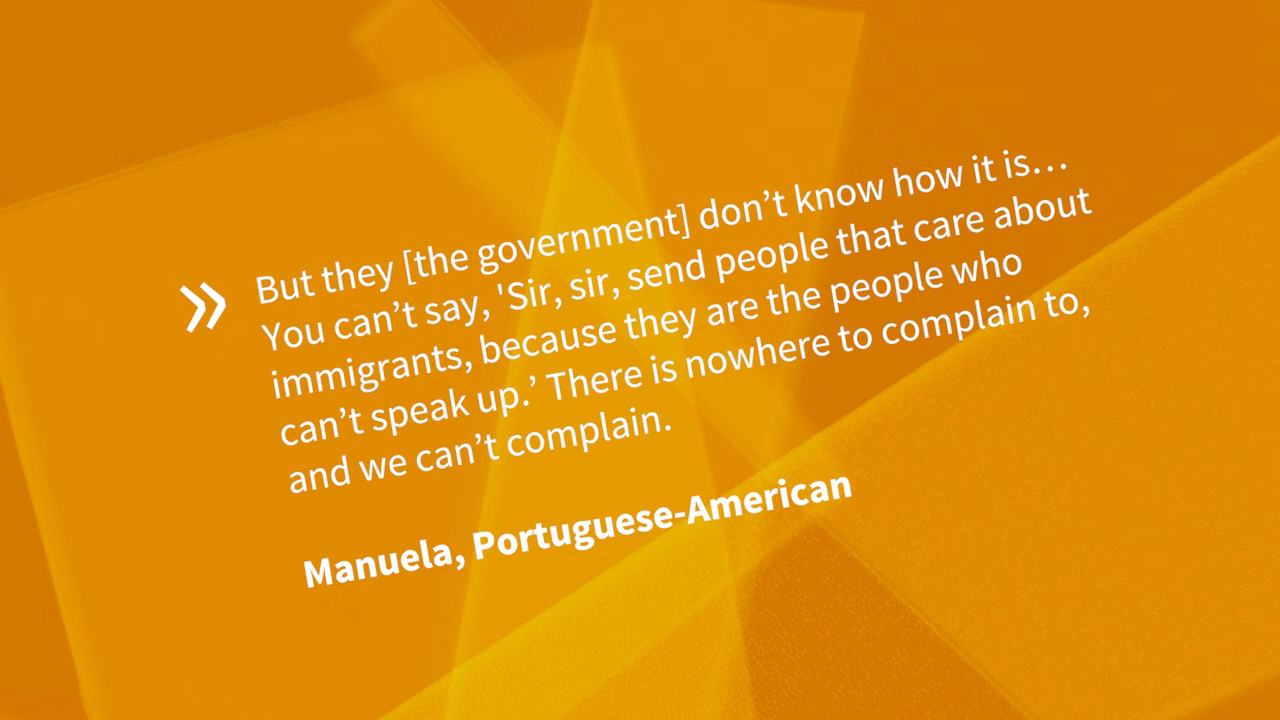 » But they [the government] don’t know how it is…
You can’t say, 'Sir, sir, send people that care about
immigrants, because they are the people who
can’t speak up.’ There is nowhere to complain to,
and we can’t complain.
Manuela, Portuguese-American